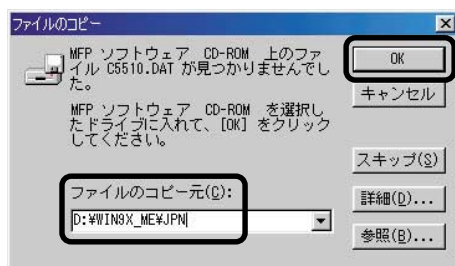 ファイルのコピー
MFP ソフトウェア CD-ROM 上のファ
イル C5510.DAT が見つかりませんでし
た。
MFP ソフトウェア CD-ROM を選択し
たドライブに入れて、[OK] をクリック
してください。
ファイルのコピー元(C):
D:¥WIN9X_ME¥JPN
OK
キャンセル
スキップ(S)
詳細(D)...
参照(B)...